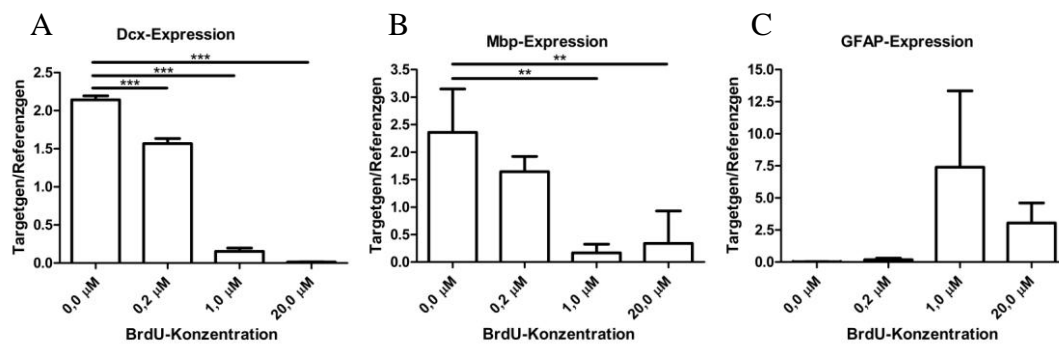 A
Dcx-Expression
***
***
***
Targetgen/Referenzgen
2.5
2.0
1.5
1.0
0.5
0.0
0,0 µM
0,2 µM
1,0 µM
20,0 µM
BrdU-Konzentration
B
Mbp-Expression
**
**
Targetgen/Referenzgen
3.5
3.0
2.5
2.0
1.5
1.0
0.5
0.0
0,0 µM
0,2 µM
1,0 µM
20,0 µM
BrdU-Konzentration
C
GFAP-Expression
Targetgen/Referenzgen
15.0
12.5
10.0
7.5
5.0
2.5
0.0
0,0 µM
0,2 µM
1,0 µM
20,0 µM
BrdU-Konzentration